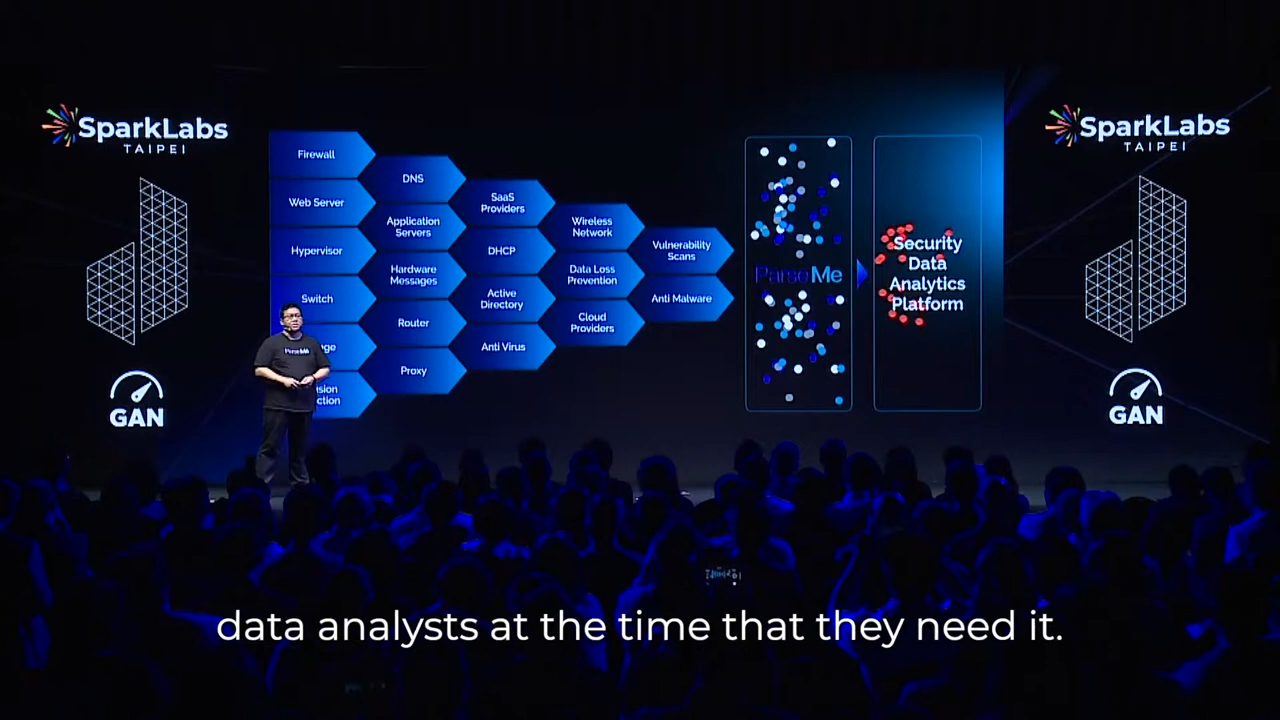 SparkLabs
TAIPEI
GAN
Firewall
Web Server
Hypervisor
Switch
DNS
Application
Servers
Hardware
Messages
Router
Proxy
SaaS
Providers
DHCP
Active
Directory
Anti Virus
Wireless
Network
Data Loss
Prevention
Cloud
Providers
Vulnerability
Scans
Anti Malware
ParseMe
Security
Data
Analytics
Platform
SparkLabs
TAIPEI
GAN
ParseMe
data analysts at the time that they need it.